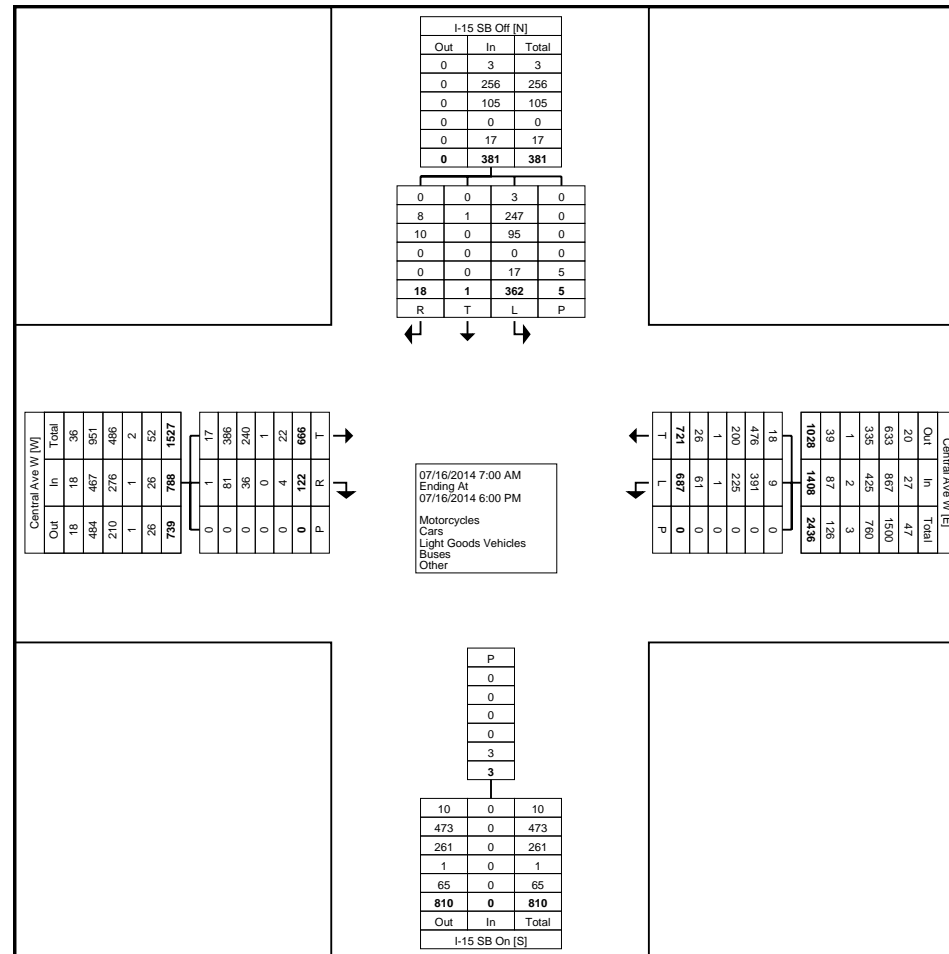 I-15 SB Off [N]
Out In Total
0 3 3
0 256 256
0 105 105
0 0 0
0 17 17
0 381 381
0 0 3 0
8 1 247 0
10 0 95 0
0 0 0 0
0 0 17 5
18 1 362 5
R T L P
Central Ave W [W]
Total In Out
36 18 18
951 467 484
486 276 210
2 1 1
52 26 26
1527 788 739
17 1 0
386 81 0
240 36 0
1 0 0
22 4 0
666 122 0
T R P
07/16/2014 7:00 AM
Ending At
07/16/2014 6:00 PM
Motorcycles
Cars
Light Goods Vehicles
Buses
Other
Central Ave W [E]
Out In Total
20 27 47
633 867 1500
335 425 760
1 2 3
39 87 126
1028 1408 2436
18 9 0
476 391 0
200 225 0
1 1 0
26 61 0
721 687 0
T L P
P
0
0
0
0
3
3
10 0 10
473 0 473
261 0 261
1 0 1
65 0 65
810 0 810
Out In Total
I-15 SB On [S]